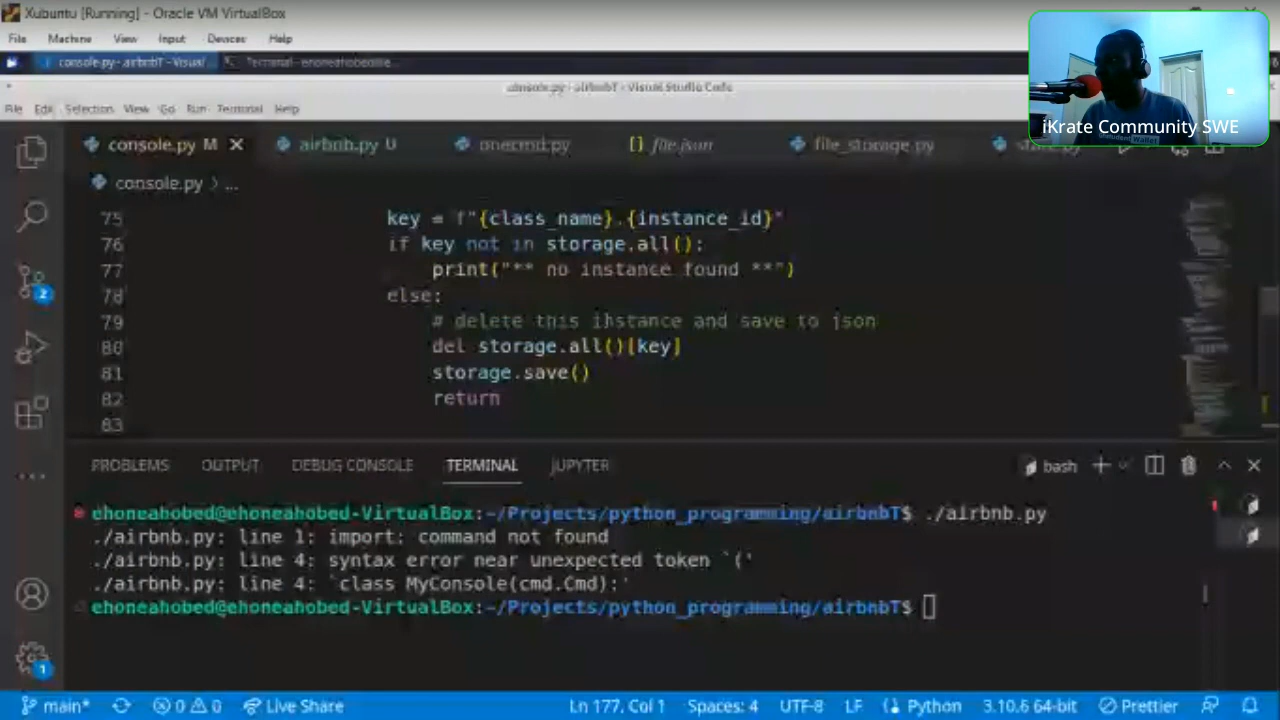 Xubuntu [Running] - Oracle VM VirtualBox
File Machine View Input Devices Help
console.py - airbnbT - Visual
console.py - airbnbT - Visual Studio Code
File Edit Selection View Go Run Terminal Help
iKrate Community SWE
console.py M airbnb.py U onecmd.py {} file.json file_storage.py
console.py > ...
75 key = f"{class_name}.{instance_id}"
76 if key not in storage.all():
77 print("** no instance found **")
78 else:
79 # delete this instance and save to json
80 del storage.all()[key]
81 storage.save()
82 return
83
PROBLEMS OUTPUT DEBUG CONSOLE TERMINAL JUPYTER bash
ehoneahobed@ehoneahobed-VirtualBox:~/Projects/python_programming/airbnbT$ ./airbnb.py
./airbnb.py: line 1: import: command not found
./airbnb.py: line 4: syntax error near unexpected token `('
./airbnb.py: line 4: `class MyConsole(cmd.Cmd):'
ehoneahobed@ehoneahobed-VirtualBox:~/Projects/python_programming/airbnbT$
main* 0 0 Live Share Ln 177, Col 1 Spaces: 4 UTF-8 LF Python 3.10.6 64-bit Prettier